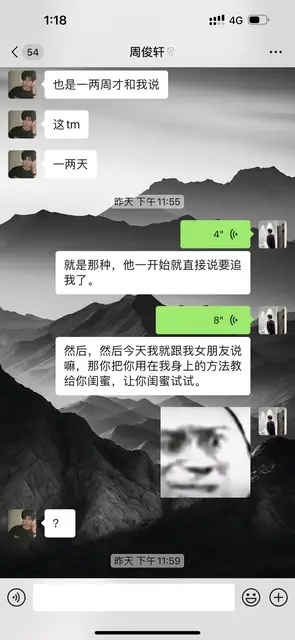 1:18
4G
54
周俊轩
也是一两周才和我说
这tm
一两天
昨天 下午11:55
4"
就是那种，他一开始就直接说要追
我了。
8"
然后，然后今天我就跟我女朋友说
嘛，那你把你用在我身上的方法教
给你闺蜜，让你闺蜜试试。
?
昨天 下午11:59